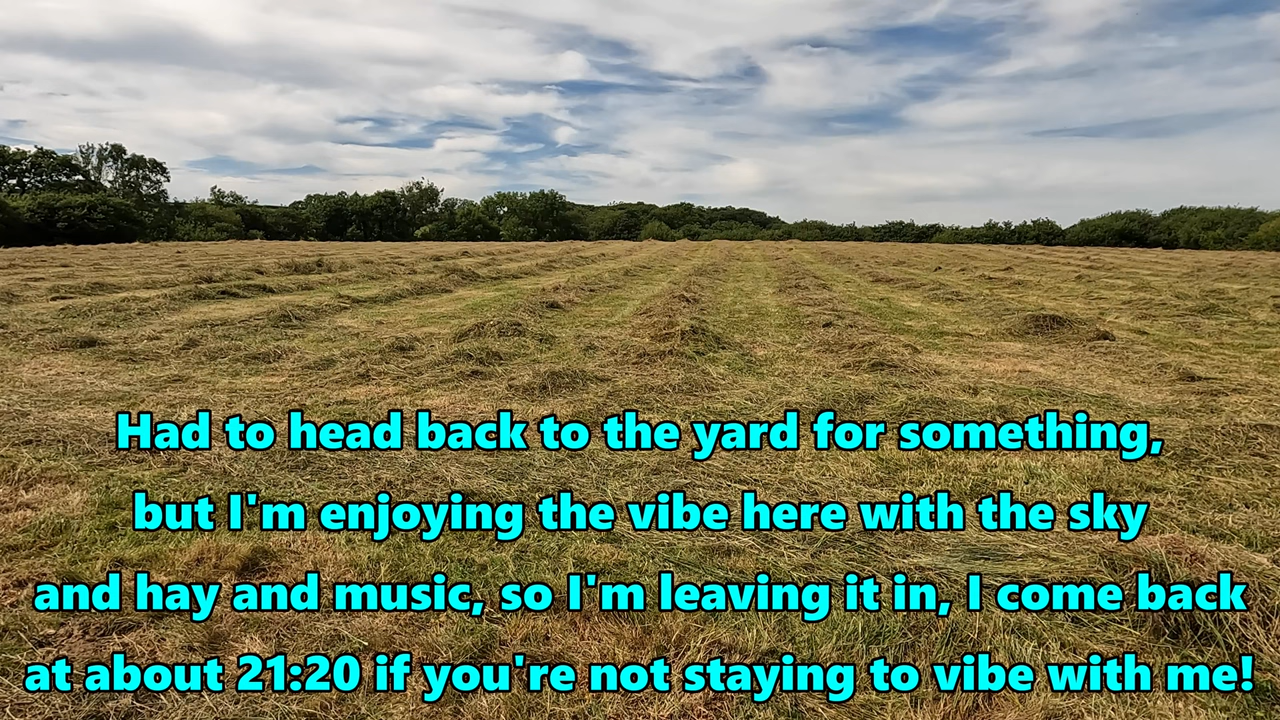 Had to head back to the yard for something,
but I'm enjoying the vibe here with the sky
and hay and music, so I'm leaving it in, I come back
at about 21:20 if you're not staying to vibe with me!